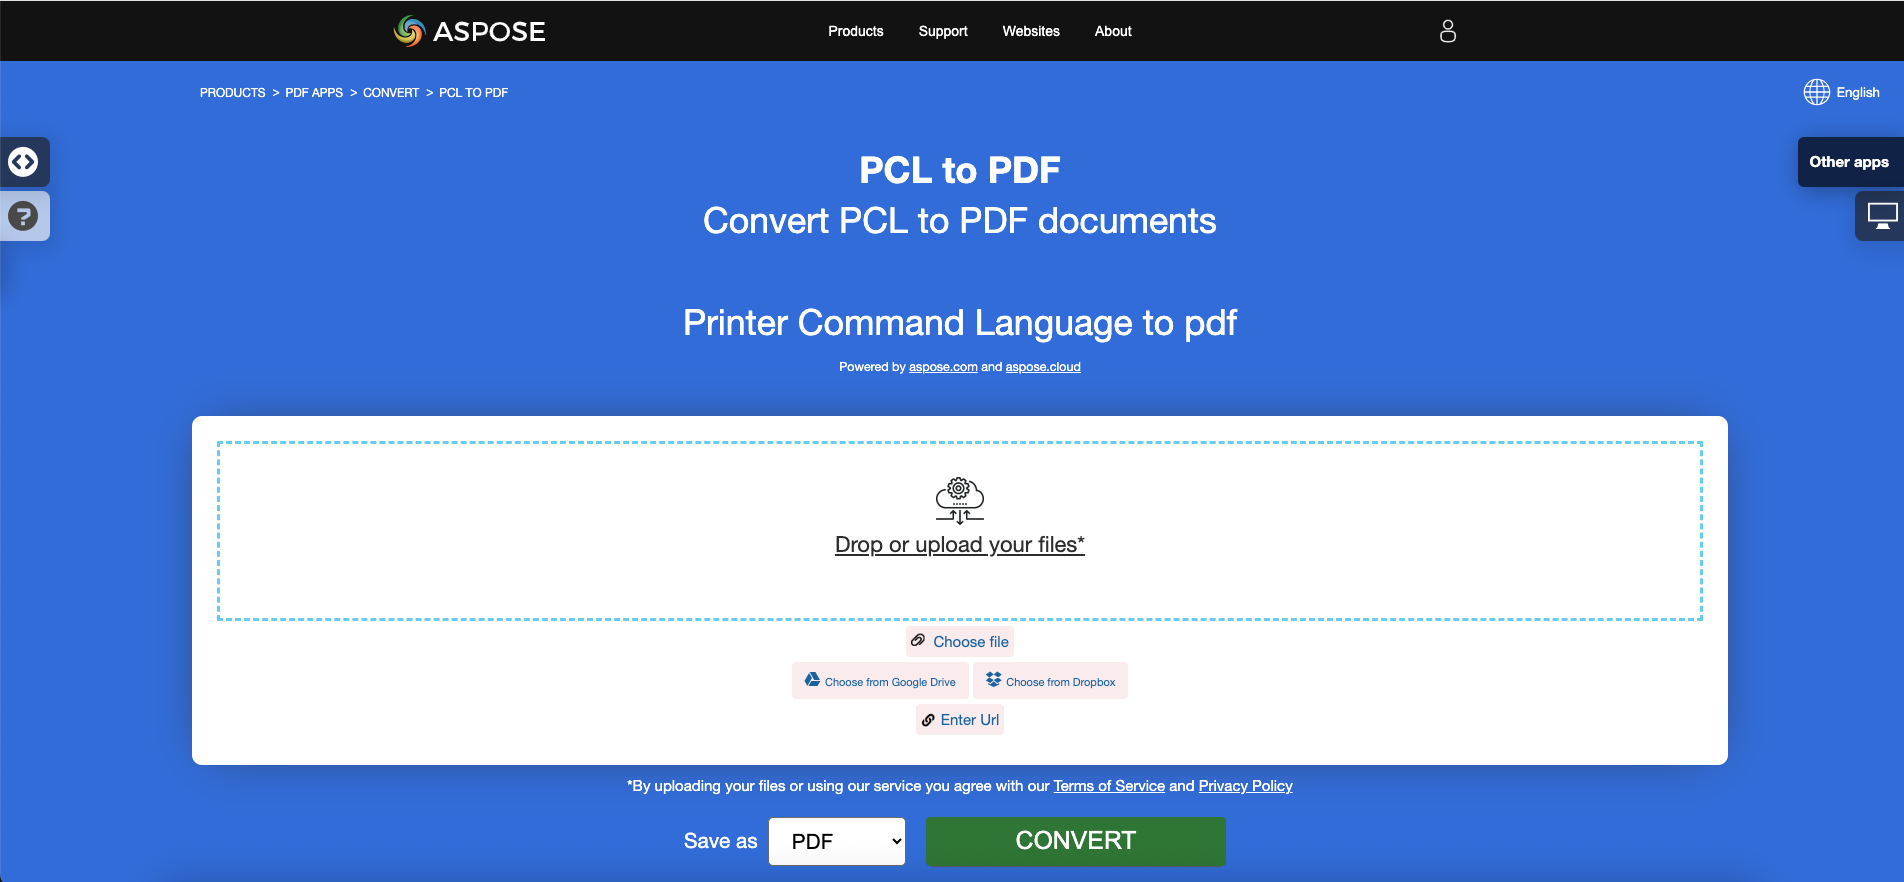 ASPOSE
Products Support Websites About
PRODUCTS > PDF APPS > CONVERT > PCL TO PDF
English
Other apps
PCL to PDF
Convert PCL to PDF documents
Printer Command Language to pdf
Powered by aspose.com and aspose.cloud
Drop or upload your files*
Choose file
Choose from Google Drive Choose from Dropbox
Enter Url
*By uploading your files or using our service you agree with our Terms of Service and Privacy Policy
Save as PDF CONVERT